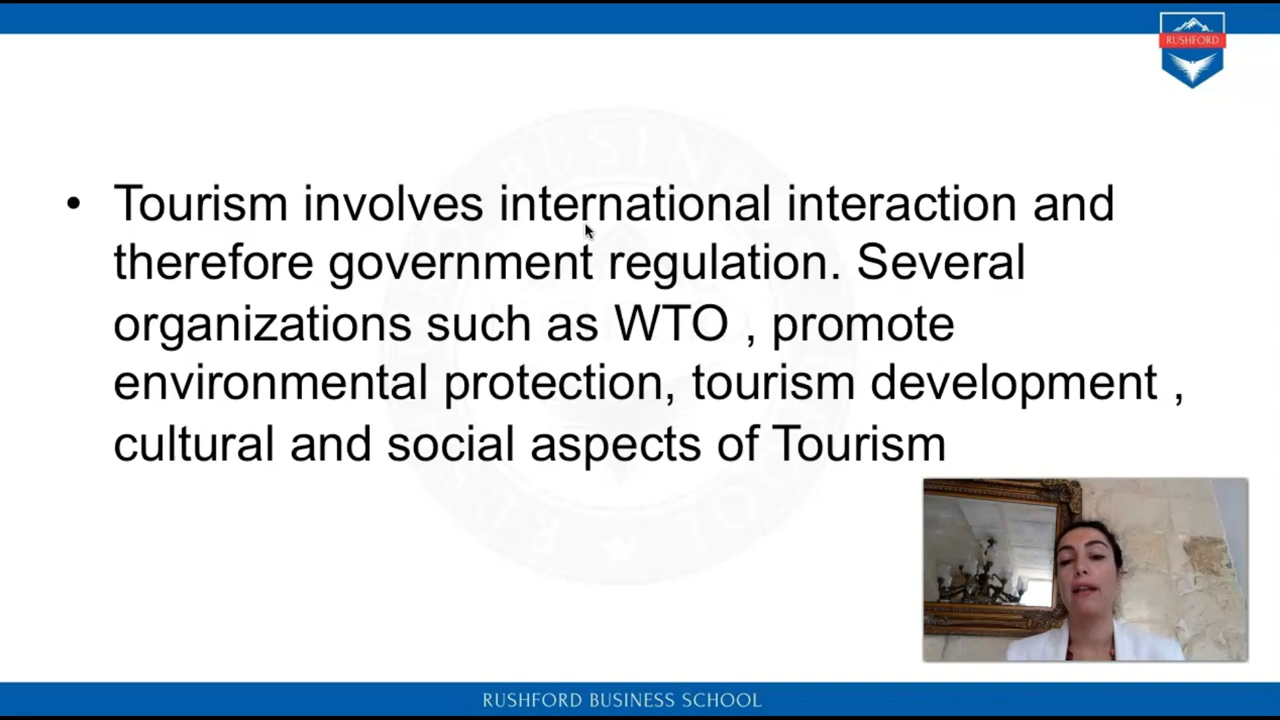 RUSHFORD
• Tourism involves international interaction and
therefore government regulation. Several
organizations such as WTO , promote
environmental protection, tourism development ,
cultural and social aspects of Tourism
RUSHFORD BUSINESS SCHOOL